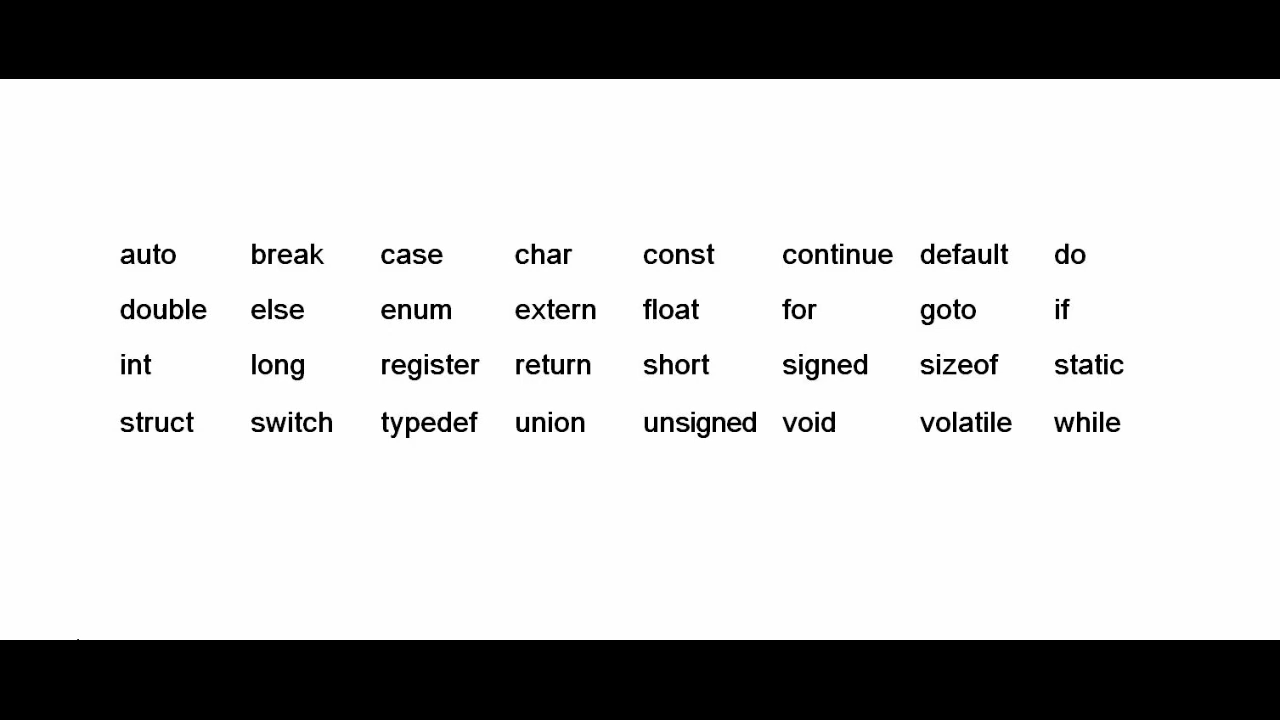 auto break case char const continue default do
double else enum extern float for goto if
int long register return short signed sizeof static
struct switch typedef union unsigned void volatile while